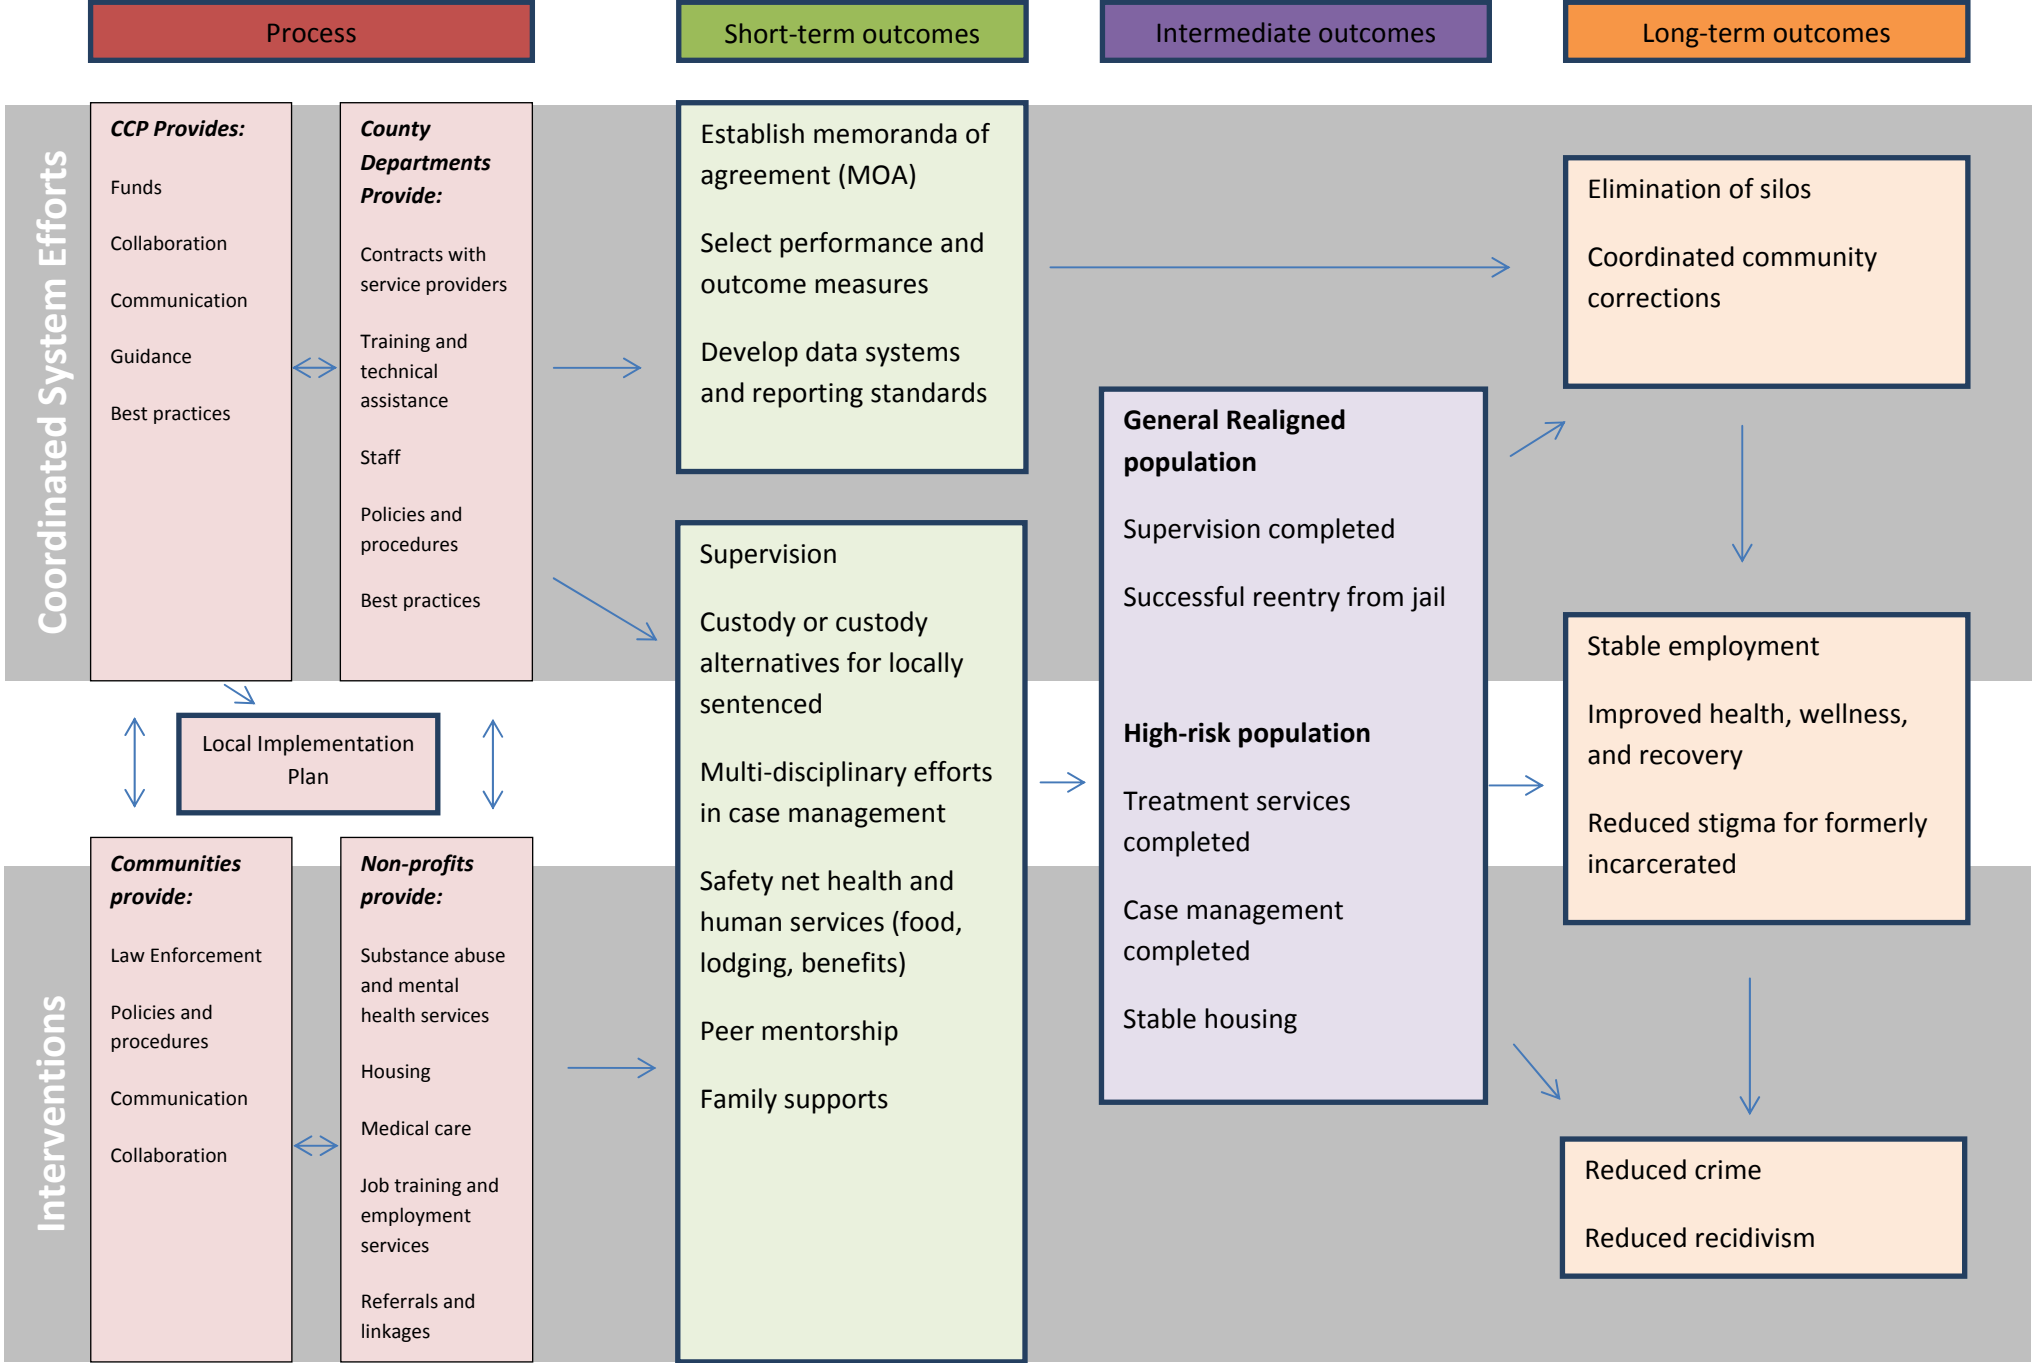 Process
Short-term outcomes
Intermediate outcomes
Long-term outcomes
Coordinated System Efforts
CCP Provides:
Funds
Collaboration
Communication
Guidance
Best practices
County
Departments
Provide:
Contracts with
service providers
Training and
technical
assistance
Staff
Policies and
procedures
Best practices
Local Implementation
Plan
Interventions
Communities
provide:
Law Enforcement
Policies and
procedures
Communication
Collaboration
Non-profits
provide:
Substance abuse
and mental
health services
Housing
Medical care
Job training and
employment
services
Referrals and
linkages
Establish memoranda of
agreement (MOA)
Select performance and
outcome measures
Develop data systems
and reporting standards
Supervision
Custody or custody
alternatives for locally
sentenced
Multi-disciplinary efforts
in case management
Safety net health and
human services (food,
lodging, benefits)
Peer mentorship
Family supports
General Realigned
population
Supervision completed
Successful reentry from jail
High-risk population
Treatment services
completed
Case management
completed
Stable housing
Elimination of silos
Coordinated community
corrections
Stable employment
Improved health, wellness,
and recovery
Reduced stigma for formerly
incarcerated
Reduced crime
Reduced recidivism